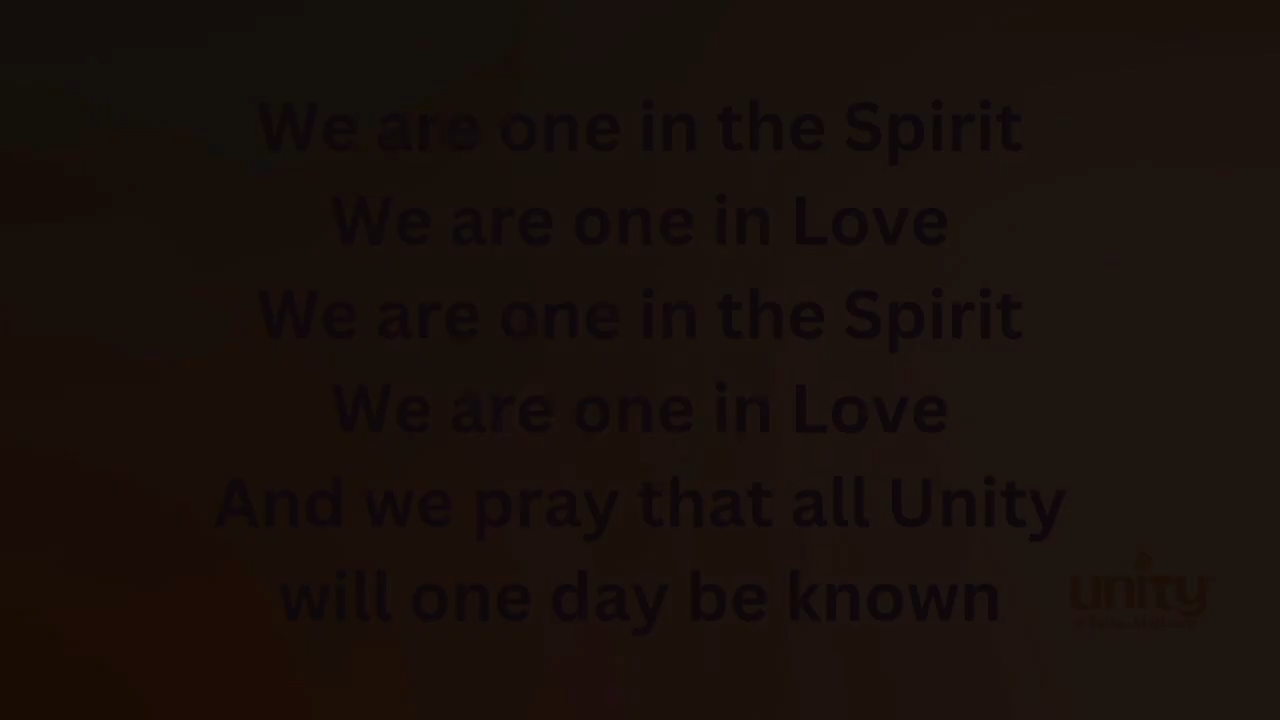 We are one in the Spirit
We are one in Love
We are one in the Spirit
We are one in Love
And we pray that all Unity
will one day be known
unity